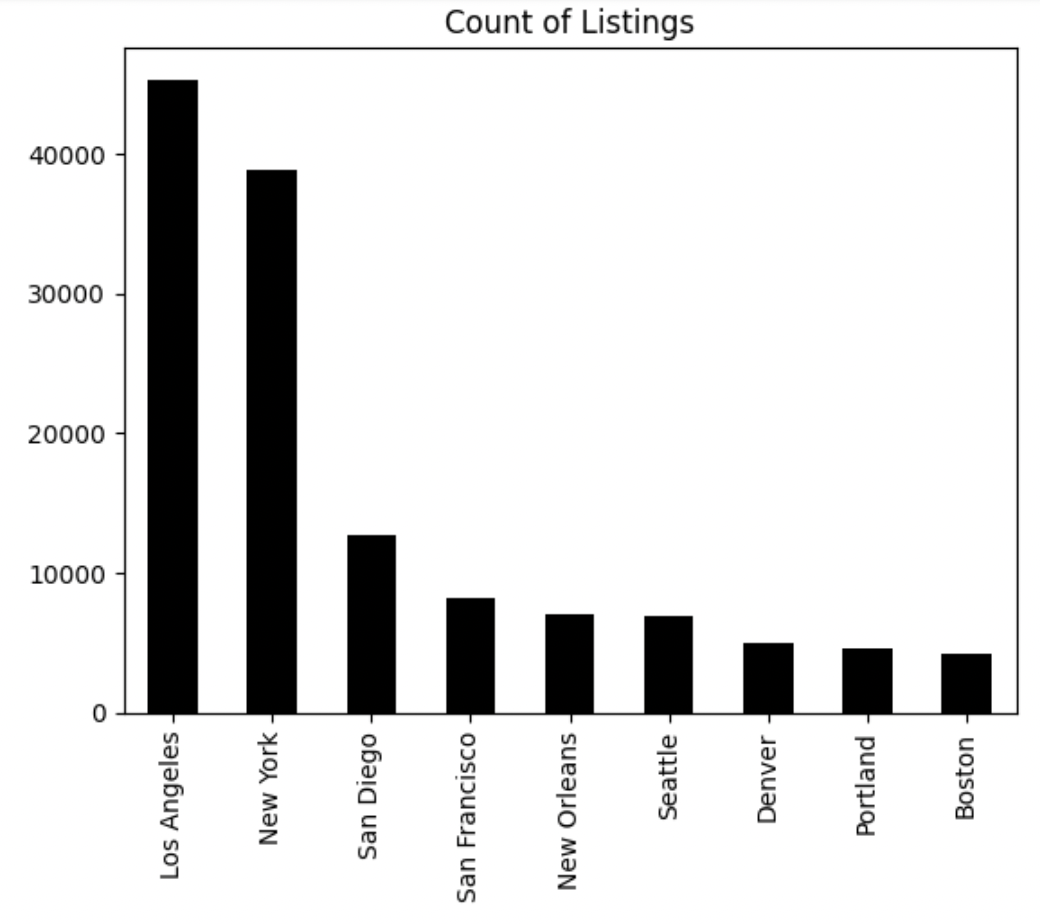 Count of Listings
40000
30000
20000
10000
0
Los Angeles
New York
San Diego
San Francisco
New Orleans
Seattle
Denver
Portland
Boston